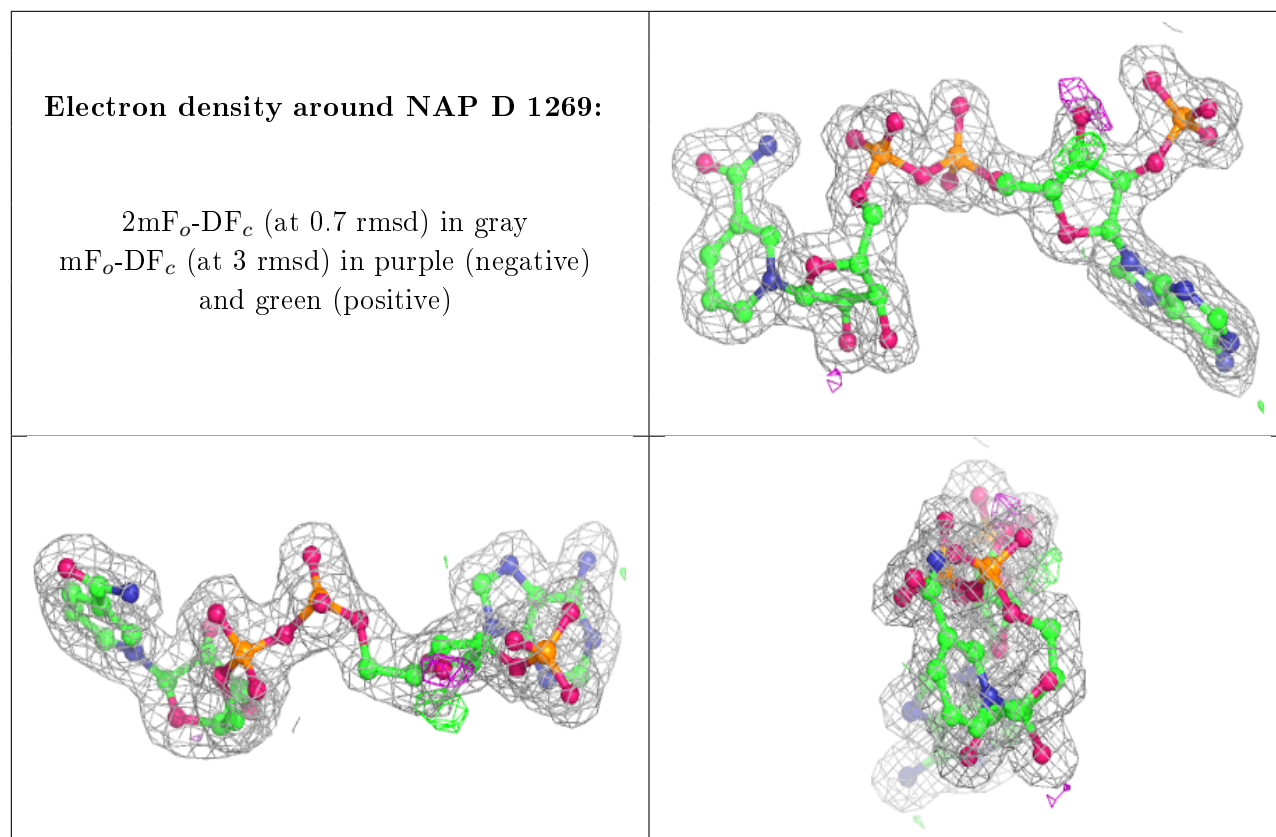 Electron density around NAP D 1269:
2mFₒ-DF𝒸 (at 0.7 rmsd) in gray
mFₒ-DF𝒸 (at 3 rmsd) in purple (negative)
and green (positive)